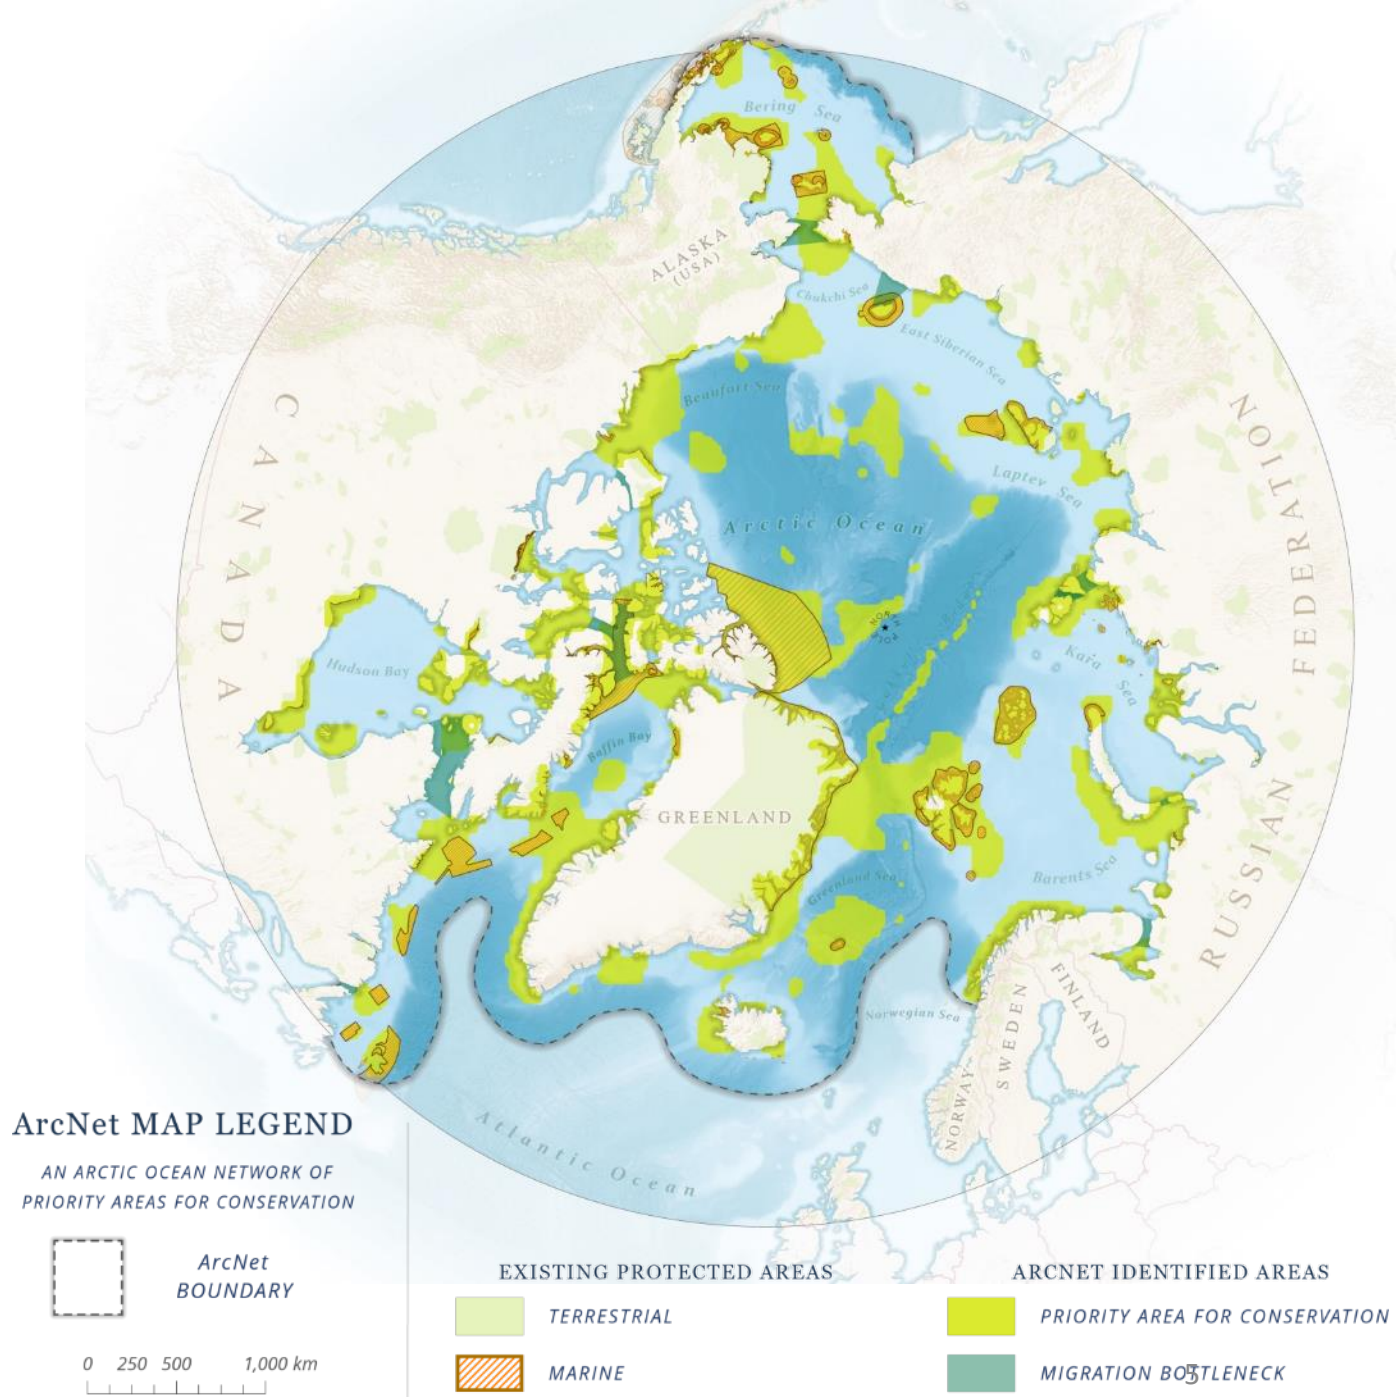 Bering Sea
ALASKA
(USA)
Chukchi Sea
East Siberian Sea
Beaufort Sea
CANADA
Laptev Sea
Arctic Ocean
RUSSIAN FEDERATION
NORTH POLE
Hudson Bay
Kara Sea
Baffin Bay
GREENLAND
Greenland Sea
Barents Sea
Norwegian Sea
FINLAND
SWEDEN
NORWAY
Atlantic Ocean
ArcNet MAP LEGEND
AN ARCTIC OCEAN NETWORK OF
PRIORITY AREAS FOR CONSERVATION
ArcNet
BOUNDARY
0 250 500 1,000 km
EXISTING PROTECTED AREAS
TERRESTRIAL
MARINE
ARCNET IDENTIFIED AREAS
PRIORITY AREA FOR CONSERVATION
MIGRATION BOTTLENECK
5